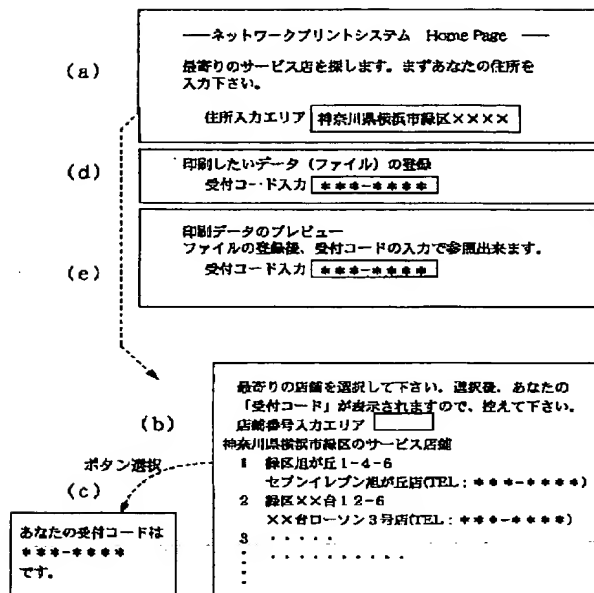 (a)
——ネットワークプリントシステム Home Page ——
最寄りのサービス店を探します。まずあなたの住所を
入力下さい。
住所入力エリア 神奈川県横浜市緑区××××
(d)
印刷したいデータ(ファイル)の登録
受付コード入力 ***-****
(e)
印刷データのプレビュー
ファイルの登録後、受付コードの入力で参照出来ます。
受付コード入力 ***-****
(b)
最寄りの店舗を選択して下さい。選択後、あなたの
「受付コード」が表示されますので、控えて下さい。
店舗番号入力エリア
神奈川県横浜市緑区のサービス店舗
1 緑区旭が丘1-4-6
セブンイレブン旭が丘店(TEL:***-****)
2 緑区××台12-6
××台ローソン3号店(TEL:***-****)
3 ・・・・・
・ ・・・・・・・・・・
ボタン選択
(c)
あなたの受付コードは
***-****
です。